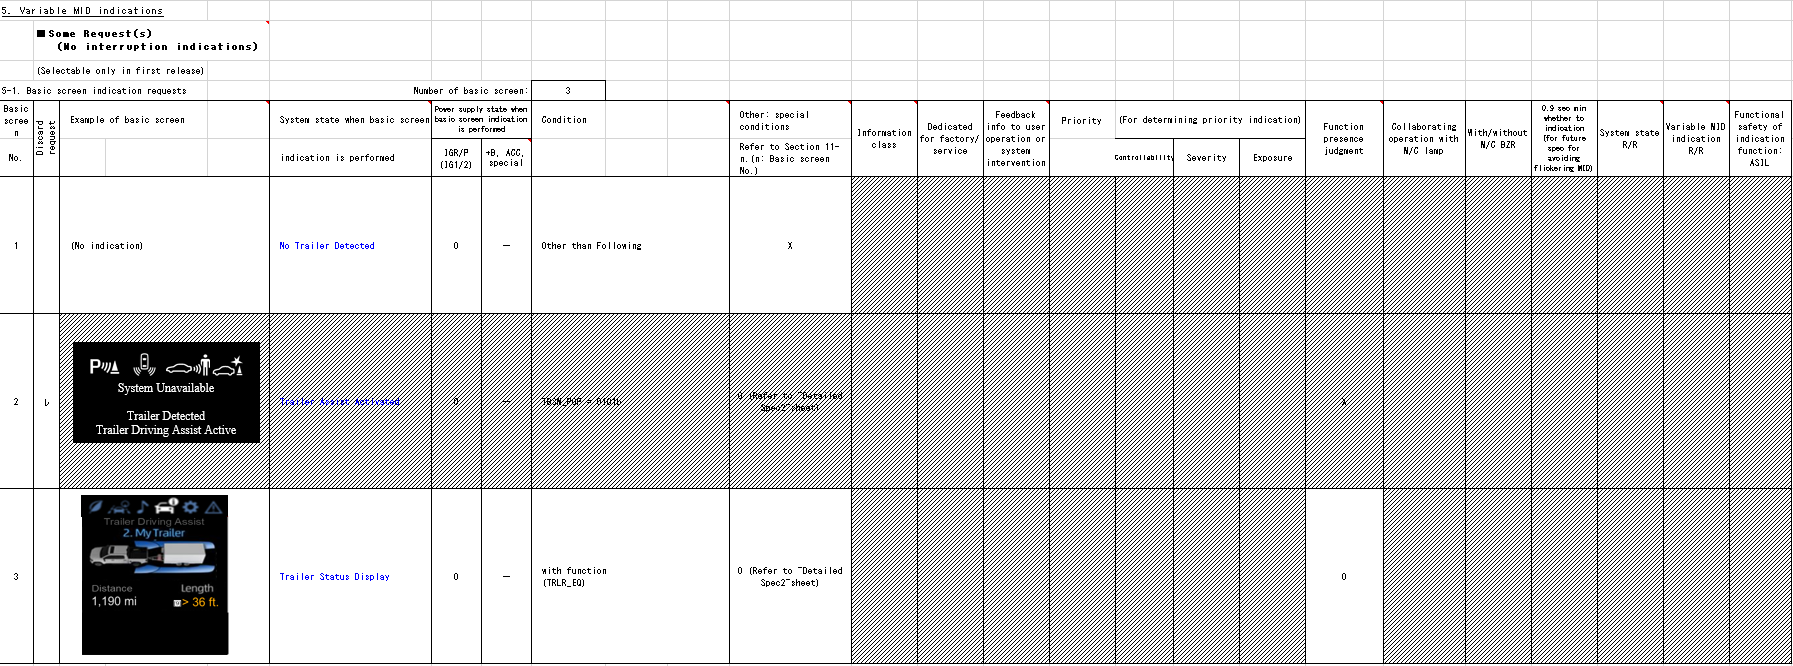 5. Variable MID indications
■Some Request(s)
(No interruption indications)
(Selectable only in first release)
5-1. Basic screen indication requests
Number of basic screen:
3
Basic screen No.
Discard request
Example of basic screen
System state when basic screen indication is performed
Power supply state when basic screen indication is performed
IGR/P (IG1/2)
+B, ACC, special
Condition
Other: special conditions
Refer to Section 11-n.(n: Basic screen No.)
Information class
Dedicated for factory/service
Feedback info to user operation or system intervention
Priority
(For determining priority indication)
Controllability
Severity
Exposure
Function presence judgment
Collaborating operation with N/C lamp
With/without N/C BZR
0.9 sec min whether to indication (for future spec for avoiding flickering MID)
System state R/R
Variable MID indication R/R
Functional safety of indication function: ASIL
1
(No indication)
No Trailer Detected
O
—
Other than Following
X
2
P
System Unavailable
Trailer Detected
Trailer Driving Assist Active
Trailer Assist Activated
O
—
O (Refer to "Detailed Spec2"sheet)
3
Trailer Driving Assist
2. MyTrailer
Distance
Length
1,190 mi
> 36 ft.
Trailer Status Display
O
—
with function
(TRLR_EQ)
O (Refer to "Detailed Spec2"sheet)
O